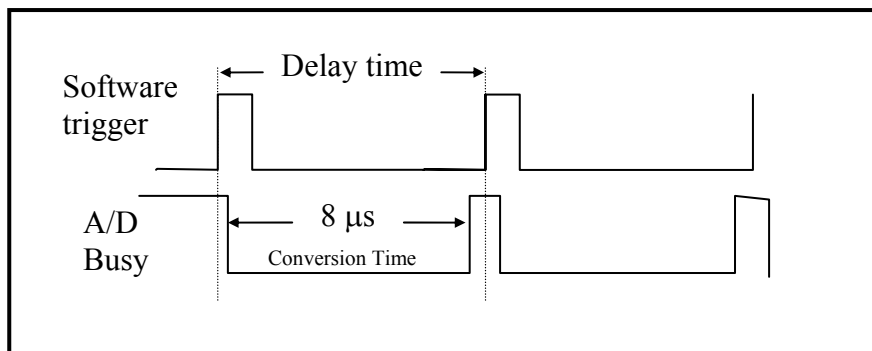 Delay time
Software
trigger
8 μs
A/D
Busy
Conversion Time